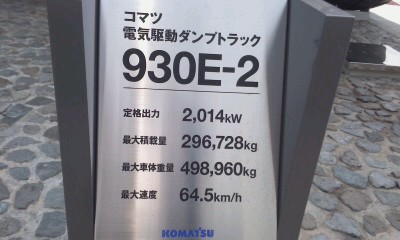 コマツ
電気駆動ダンプトラック
930E-2
定格出力 2,014kW
最大積載量 296,728kg
最大車体重量 498,960kg
最大速度 64.5km/h
KOMATSU